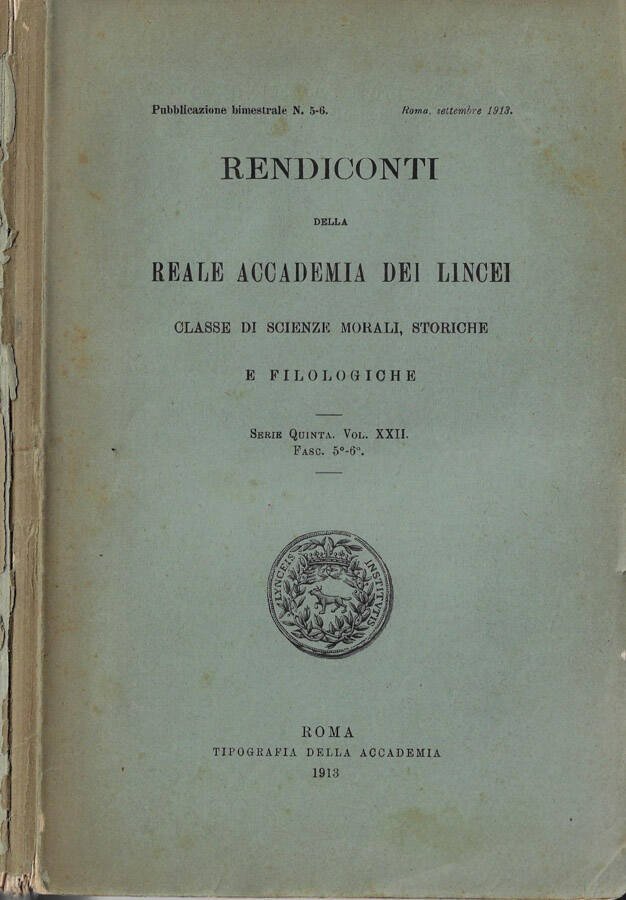 Pubblicazione bimestrale N. 5-6. Roma, settembre 1913.
RENDICONTI
DELLA
REALE ACCADEMIA DEI LINCEI
CLASSE DI SCIENZE MORALI, STORICHE
E FILOLOGICHE
SERIE QUINTA. VOL. XXII.
FASC. 5°-6°.
LYNCEIS INSTITVTIS
ROMA
TIPOGRAFIA DELLA ACCADEMIA
1913